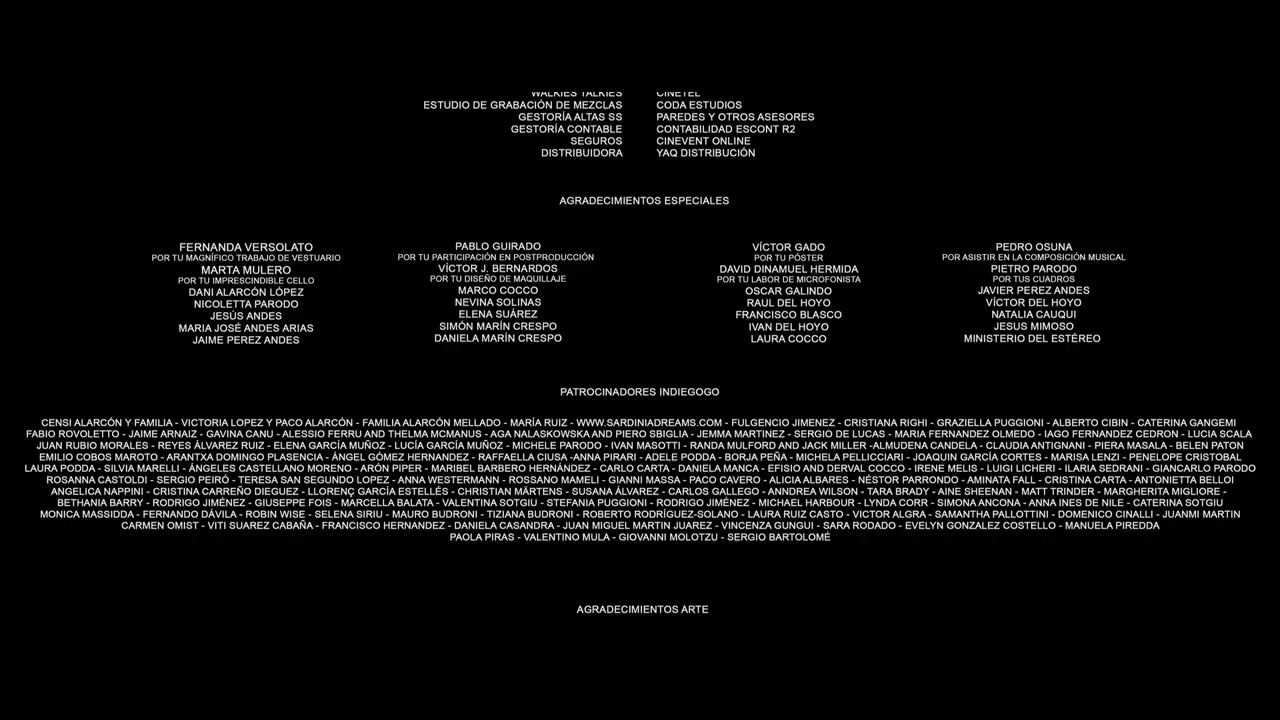 WALKIES TALKIES CINETEL
ESTUDIO DE GRABACIÓN DE MEZCLAS CODA ESTUDIOS
GESTORÍA ALTAS SS PAREDES Y OTROS ASESORES
GESTORÍA CONTABLE CONTABILIDAD ESCONT R2
SEGUROS CINEVENT ONLINE
DISTRIBUIDORA YAQ DISTRIBUCIÓN
AGRADECIMIENTOS ESPECIALES
FERNANDA VERSOLATO
POR TU MAGNÍFICO TRABAJO DE VESTUARIO
MARTA MULERO
POR TU IMPRESCINDIBLE CELLO
DANI ALARCÓN LÓPEZ
NICOLETTA PARODO
JESÚS ANDES
MARIA JOSÉ ANDES ARIAS
JAIME PEREZ ANDES
PABLO GUIRADO
POR TU PARTICIPACIÓN EN POSTPRODUCCIÓN
VÍCTOR J. BERNARDOS
POR TU DISEÑO DE MAQUILLAJE
MARCO COCCO
NEVINA SOLINAS
ELENA SUÁREZ
SIMÓN MARÍN CRESPO
DANIELA MARÍN CRESPO
VÍCTOR GADO
POR TU PÓSTER
DAVID DINAMUEL HERMIDA
POR TU LABOR DE MICROFONISTA
OSCAR GALINDO
RAUL DEL HOYO
FRANCISCO BLASCO
IVAN DEL HOYO
LAURA COCCO
PEDRO OSUNA
POR ASISTIR EN LA COMPOSICIÓN MUSICAL
PIETRO PARODO
POR TUS CUADROS
JAVIER PEREZ ANDES
VÍCTOR DEL HOYO
NATALIA CAUQUI
JESUS MIMOSO
MINISTERIO DEL ESTÉREO
PATROCINADORES INDIEGOGO
CENSI ALARCÓN Y FAMILIA - VICTORIA LOPEZ Y PACO ALARCÓN - FAMILIA ALARCÓN MELLADO - MARÍA RUIZ - WWW.SARDINIADREAMS.COM - FULGENCIO JIMENEZ - CRISTIANA RIGHI - GRAZIELLA PUGGIONI - ALBERTO CIBIN - CATERINA GANGEMI
FABIO ROVOLETTO - JAIME ARNAIZ - GAVINA CANU - ALESSIO FERRU AND THELMA MCMANUS - AGA NALASKOWSKA AND PIERO SBIGLIA - JEMMA MARTINEZ - SERGIO DE LUCAS - MARIA FERNANDEZ OLMEDO - IAGO FERNANDEZ CEDRON - LUCIA SCALA
JUAN RUBIO MORALES - REYES ÁLVAREZ RUIZ - ELENA GARCÍA MUÑOZ - LUCÍA GARCÍA MUÑOZ - MICHELE PARODO - IVAN MASOTTI - RANDA MULFORD AND JACK MILLER -ALMUDENA CANDELA - CLAUDIA ANTIGNANI - PIERA MASALA - BELEN PATON
EMILIO COBOS MAROTO - ARANTXA DOMINGO PLASENCIA - ÁNGEL GÓMEZ HERNANDEZ - RAFFAELLA CIUSA -ANNA PIRARI - ADELE PODDA - BORJA PEÑA - MICHELA PELLICCIARI - JOAQUIN GARCÍA CORTES - MARISA LENZI - PENELOPE CRISTOBAL
LAURA PODDA - SILVIA MARELLI - ÁNGELES CASTELLANO MORENO - ARÓN PIPER - MARIBEL BARBERO HERNÁNDEZ - CARLO CARTA - DANIELA MANCA - EFISIO AND DERVAL COCCO - IRENE MELIS - LUIGI LICHERI - ILARIA SEDRANI - GIANCARLO PARODO
ROSANNA CASTOLDI - SERGIO PEIRÓ - TERESA SAN SEGUNDO LOPEZ - ANNA WESTERMANN - ROSSANO MAMELI - GIANNI MASSA - PACO CAVERO - ALICIA ALBARES - NÉSTOR PARRONDO - AMINATA FALL - CRISTINA CARTA - ANTONIETTA BELLOI
ANGELICA NAPPINI - CRISTINA CARREÑO DIEGUEZ - LLORENÇ GARCÍA ESTELLÉS - CHRISTIAN MÄRTENS - SUSANA ÁLVAREZ - CARLOS GALLEGO - ANNDREA WILSON - TARA BRADY - AINE SHEENAN - MATT TRINDER - MARGHERITA MIGLIORE -
BETHANIA BARRY - RODRIGO JIMÉNEZ - GIUSEPPE FOIS - MARCELLA BALATA - VALENTINA SOTGIU - STEFANIA PUGGIONI - RODRIGO JIMÉNEZ - MICHAEL HARBOUR - LYNDA CORR - SIMONA ANCONA - ANNA INES DE NILE - CATERINA SOTGIU
MONICA MASSIDDA - FERNANDO DÁVILA - ROBIN WISE - SELENA SIRIU - MAURO BUDRONI - TIZIANA BUDRONI - ROBERTO RODRÍGUEZ-SOLANO - LAURA RUIZ CASTO - VICTOR ALGRA - SAMANTHA PALLOTTINI - DOMENICO CINALLI - JUANMI MARTIN
CARMEN OMIST - VITI SUAREZ CABAÑA - FRANCISCO HERNANDEZ - DANIELA CASANDRA - JUAN MIGUEL MARTIN JUAREZ - VINCENZA GUNGUI - SARA RODADO - EVELYN GONZALEZ COSTELLO - MANUELA PIREDDA
PAOLA PIRAS - VALENTINO MULA - GIOVANNI MOLOTZU - SERGIO BARTOLOMÉ
AGRADECIMIENTOS ARTE